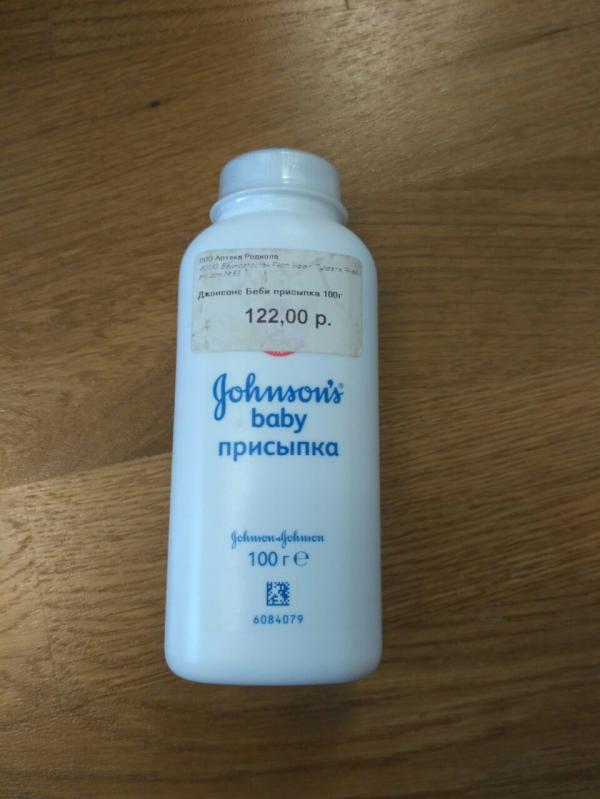 ООО Аптека Родиола
Джонсонс Беби присыпка 100г
122,00 р.
Johnson's®
baby
присыпка
Johnson & Johnson
100 г ℮
6084079